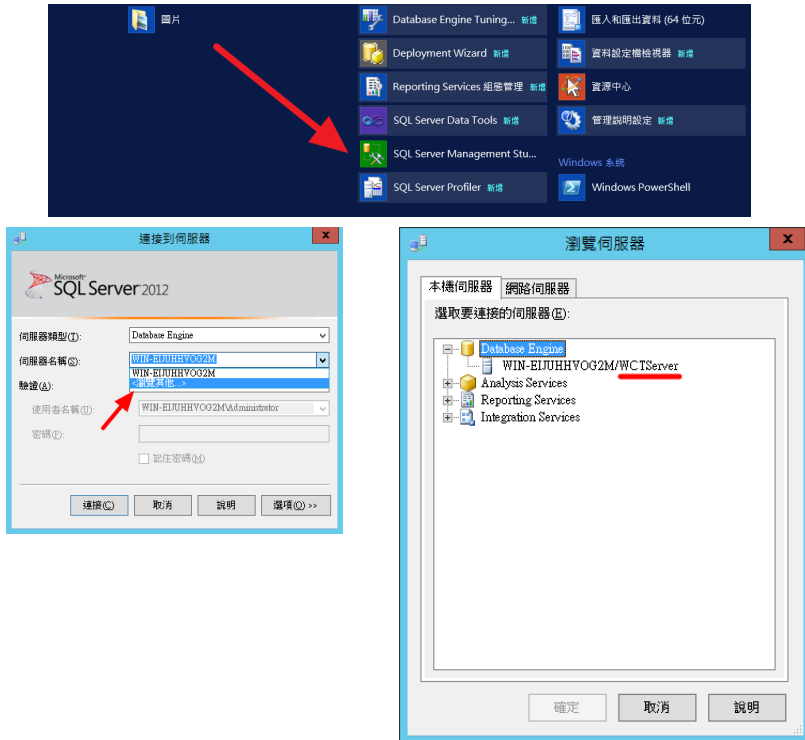 圖片
Database Engine Tuning... 新增
匯入和匯出資料 (64 位元)
Deployment Wizard 新增
資料設定檔檢視器 新增
Reporting Services 組態管理 新增
資源中心
SQL Server Data Tools 新增
管理說明設定 新增
SQL Server Management Stu...
Windows 系統
SQL Server Profiler 新增
Windows PowerShell
連接到伺服器
x
Microsoft
SQL Server 2012
伺服器類型(T):
Database Engine
伺服器名稱(S):
WIN-EIJUHHVOG2M
WIN-EIJUHHVOG2M
<瀏覽其他...>
驗證(A):
使用者名稱(U):
WIN-EIJUHHVOG2M\Administrator
密碼(P):
記住密碼(M)
連接(C)
取消
說明
選項(O) >>
瀏覽伺服器
x
本機伺服器
網路伺服器
選取要連接的伺服器(E):
Database Engine
WIN-EIJUHHVOG2M/WCTServer
Analysis Services
Reporting Services
Integration Services
確定
取消
說明